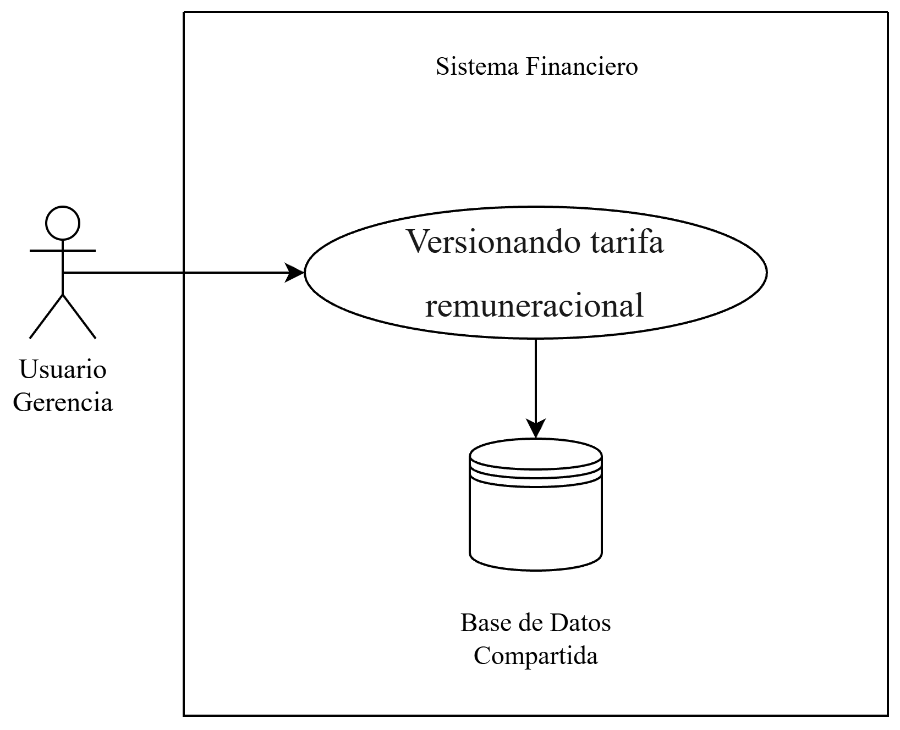 Sistema Financiero
Versionando tarifa
remuneracional
Usuario
Gerencia
Base de Datos
Compartida